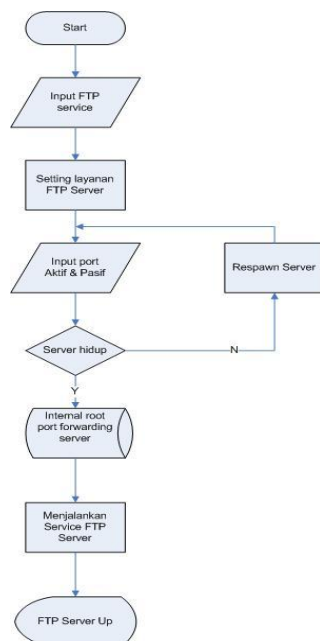 Start
Input FTP
service
Setting layanan
FTP Server
Input port
Aktif & Pasif
Respawn Server
Server hidup
N
Y
Internal root
port forwarding
server
Menjalankan
Service FTP
Server
FTP Server Up